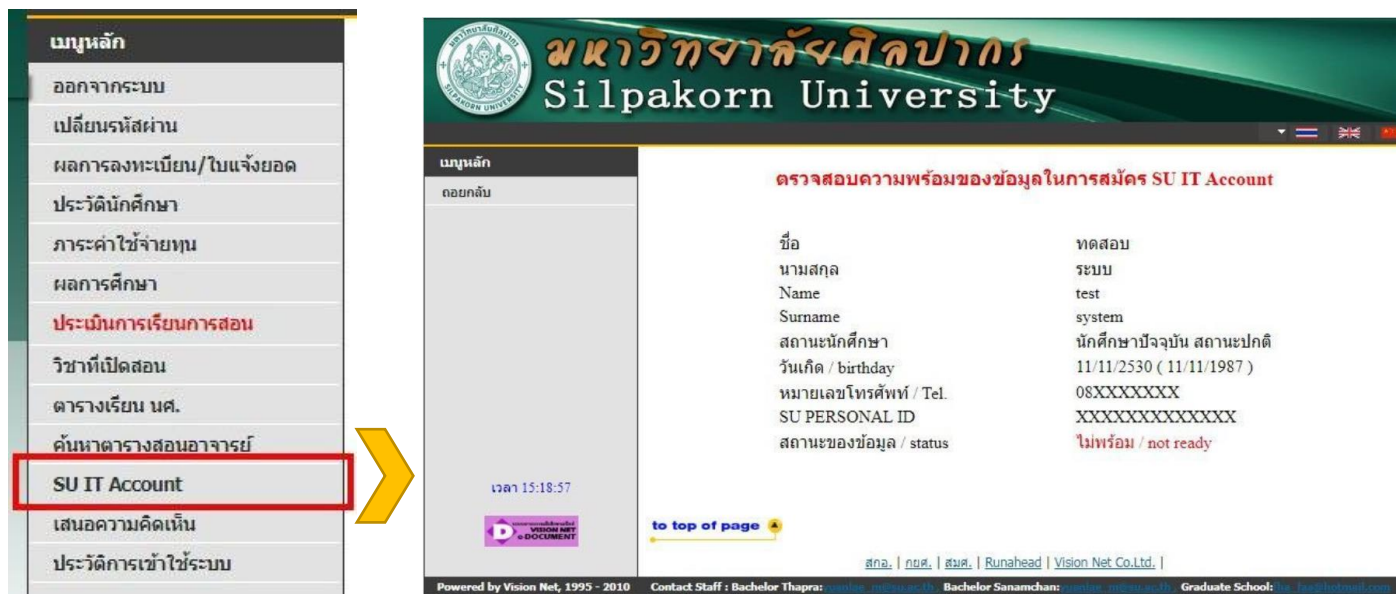 เมนูหลัก
ออกจากระบบ
เปลี่ยนรหัสผ่าน
ผลการลงทะเบียน/ใบแจ้งยอด
ประวัตินักศึกษา
ภาระค่าใช้จ่ายทุน
ผลการศึกษา
ประเมินการเรียนการสอน
วิชาที่เปิดสอน
ตารางเรียน นศ.
ค้นหาตารางสอนอาจารย์
SU IT Account
เสนอความคิดเห็น
ประวัติการเข้าใช้ระบบ
มหาวิทยาลัยศิลปากร
Silpakorn University
เมนูหลัก
ถอยกลับ
ตรวจสอบความพร้อมของข้อมูลในการสมัคร SU IT Account
ชื่อ ทดสอบ
นามสกุล ระบบ
Name test
Surname system
สถานะนักศึกษา นักศึกษาปัจจุบัน สถานะปกติ
วันเกิด / birthday 11/11/2530 ( 11/11/1987 )
หมายเลขโทรศัพท์ / Tel. 08XXXXXXX
SU PERSONAL ID XXXXXXXXXXXXX
สถานะของข้อมูล / status ไม่พร้อม / not ready
เวลา 15:18:57
VISION NET
e-DOCUMENT
to top of page
สกอ. | กยศ. | สมศ. | Runahead | Vision Net Co.Ltd. |
Powered by Vision Net, 1995 - 2010 Contact Staff : Bachelor Thapra: Bachelor Sanamchan: Graduate School: